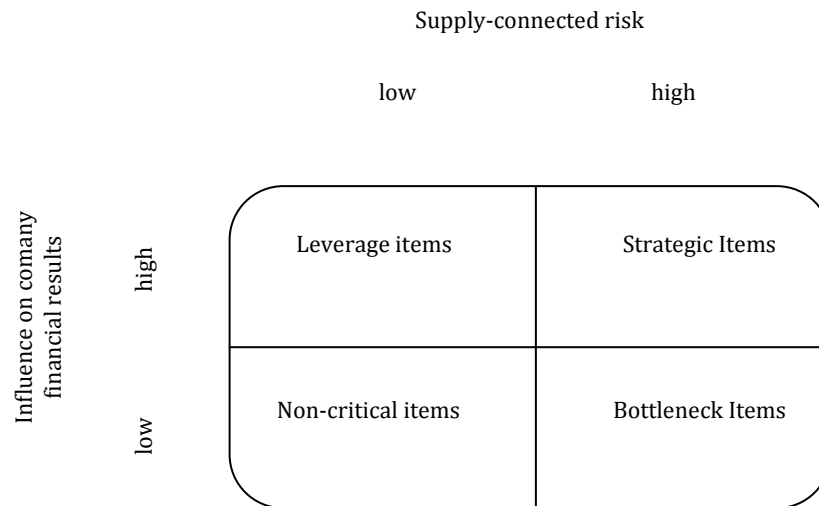 Supply-connected risk
low high
Influence on comany
financial results
high
Leverage items Strategic Items
low
Non-critical items Bottleneck Items